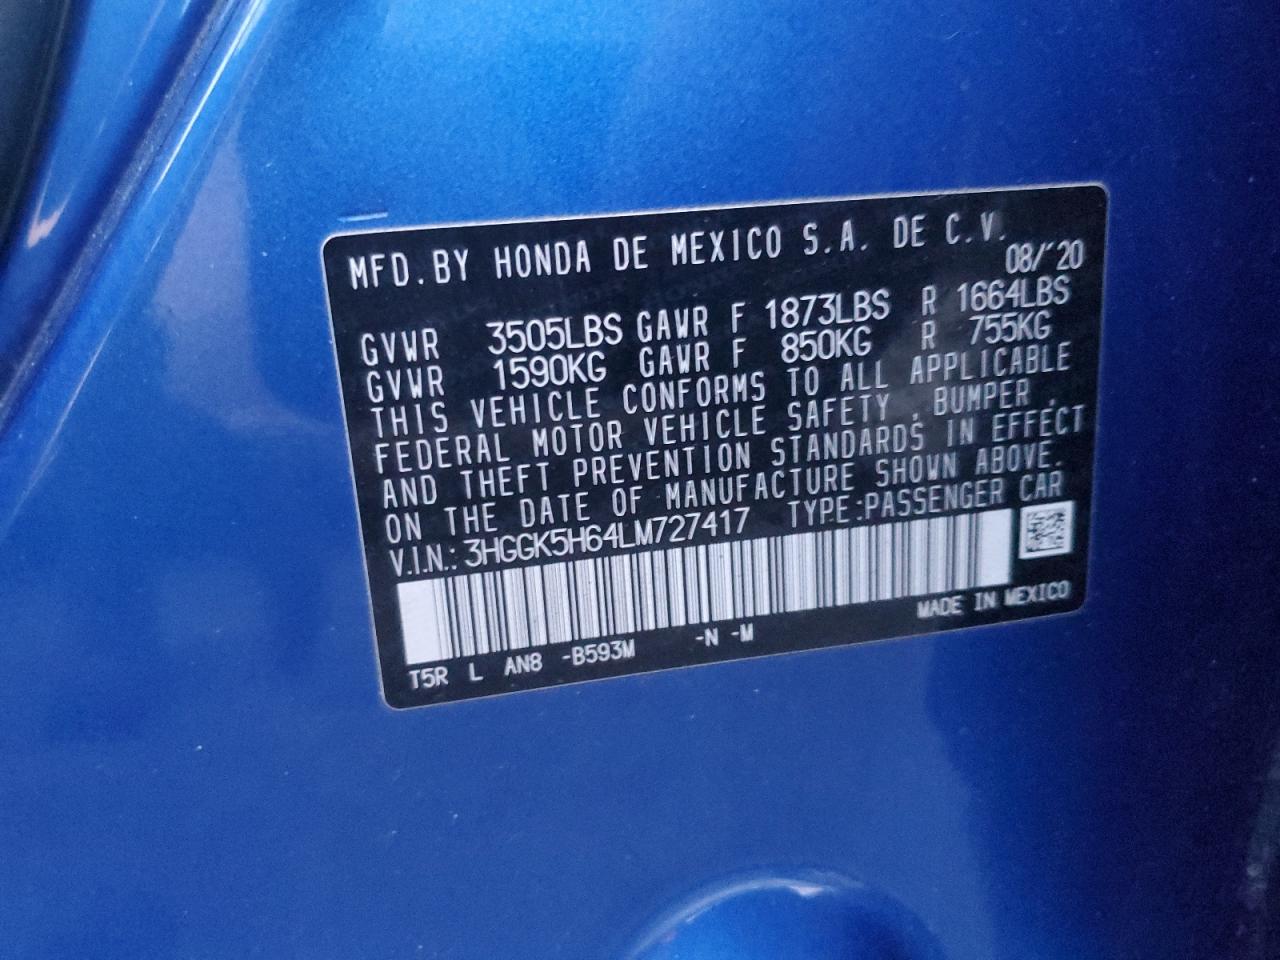 MFD.BY HONDA DE MEXICO S.A. DE C.V.
08/'20
GVWR 3505LBS GAWR F 1873LBS R 1664LBS
GVWR 1590KG GAWR F 850KG R 755KG
THIS VEHICLE CONFORMS TO ALL APPLICABLE
FEDERAL MOTOR VEHICLE SAFETY , BUMPER ,
AND THEFT PREVENTION STANDARDS IN EFFECT
ON THE DATE OF MANUFACTURE SHOWN ABOVE.
V.I.N.: 3HGGK5H64LM727417 TYPE:PASSENGER CAR
MADE IN MEXICO
T5R L AN8 -B593M -N -M